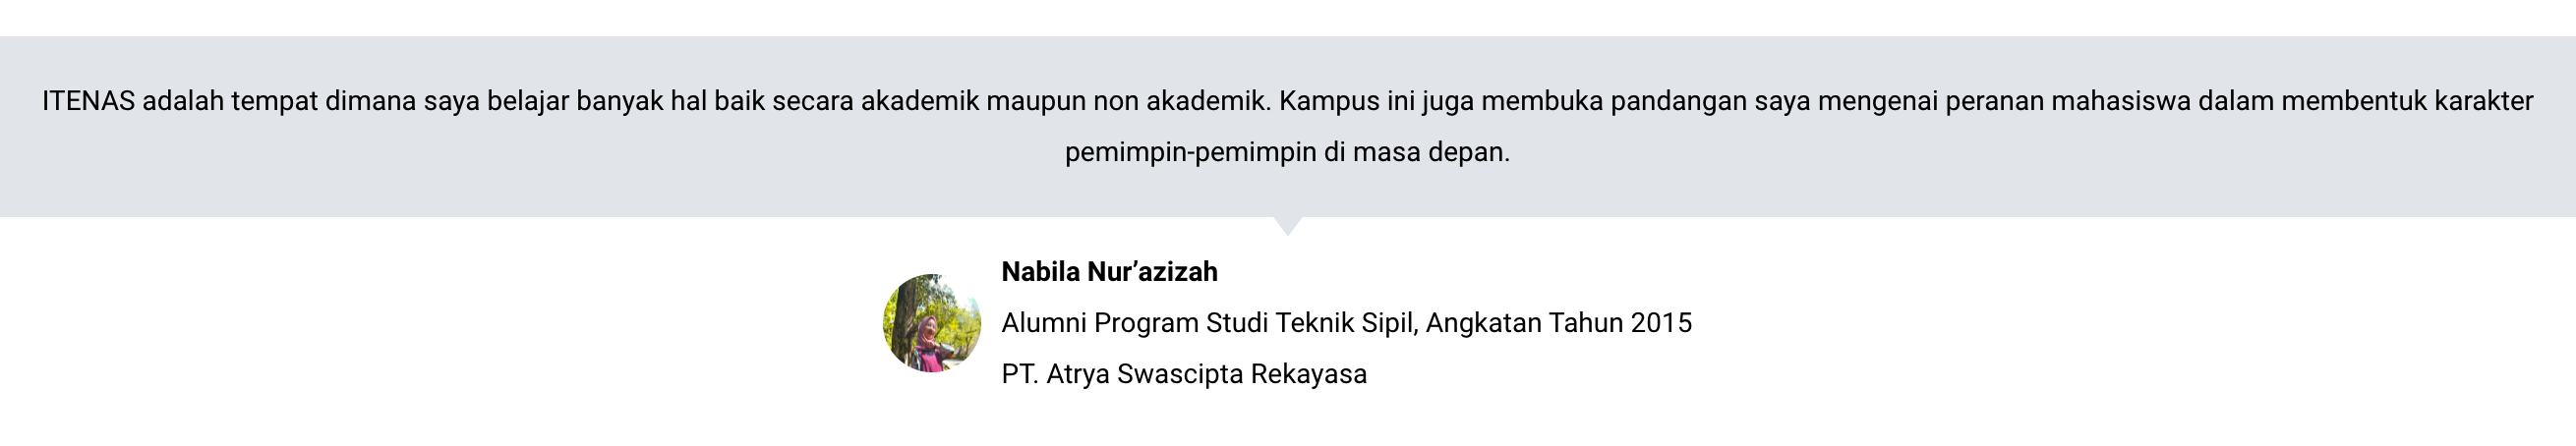 ITENAS adalah tempat dimana saya belajar banyak hal baik secara akademik maupun non akademik. Kampus ini juga membuka pandangan saya mengenai peranan mahasiswa dalam membentuk karakter
pemimpin-pemimpin di masa depan.
Nabila Nur’azizah
Alumni Program Studi Teknik Sipil, Angkatan Tahun 2015
PT. Atrya Swascipta Rekayasa